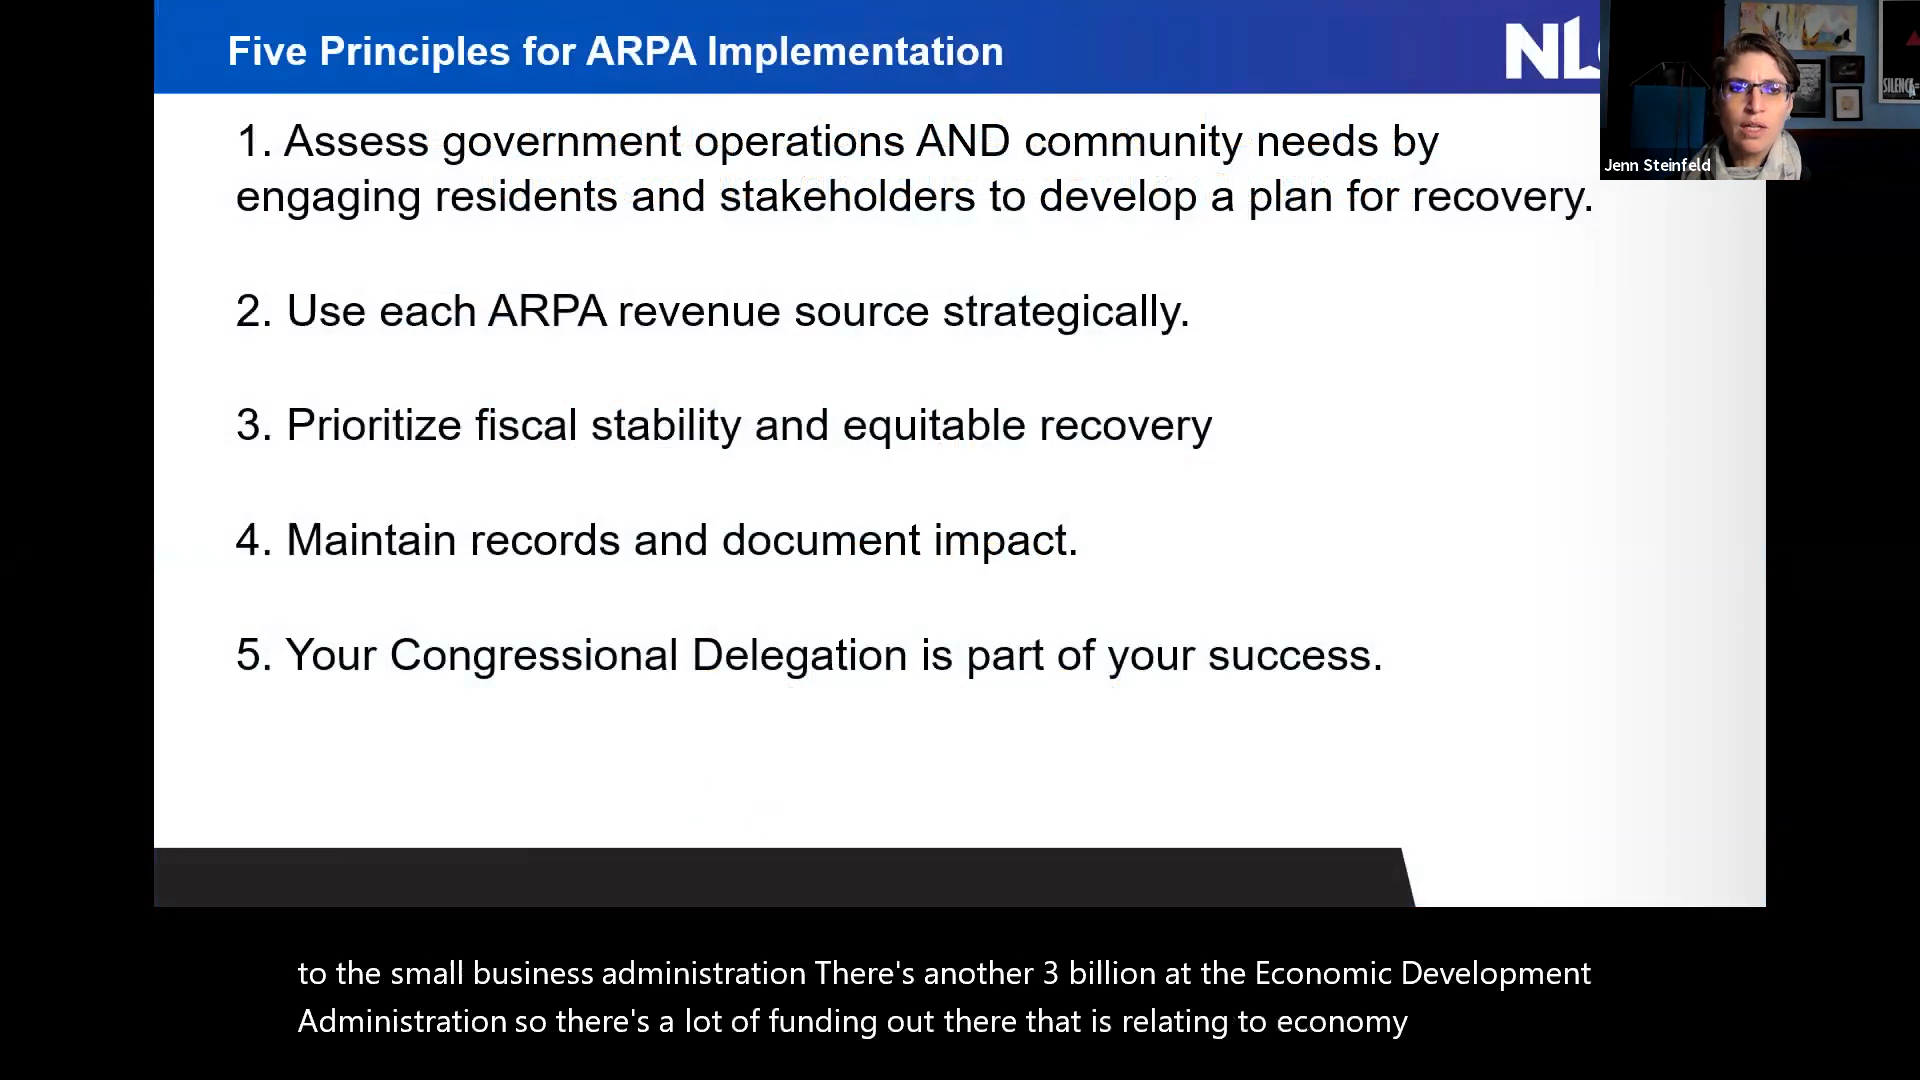 Five Principles for ARPA Implementation
NL
SILENCE
Jenn Steinfeld
1. Assess government operations AND community needs by
engaging residents and stakeholders to develop a plan for recovery.
2. Use each ARPA revenue source strategically.
3. Prioritize fiscal stability and equitable recovery
4. Maintain records and document impact.
5. Your Congressional Delegation is part of your success.
to the small business administration There's another 3 billion at the Economic Development
Administration so there's a lot of funding out there that is relating to economy